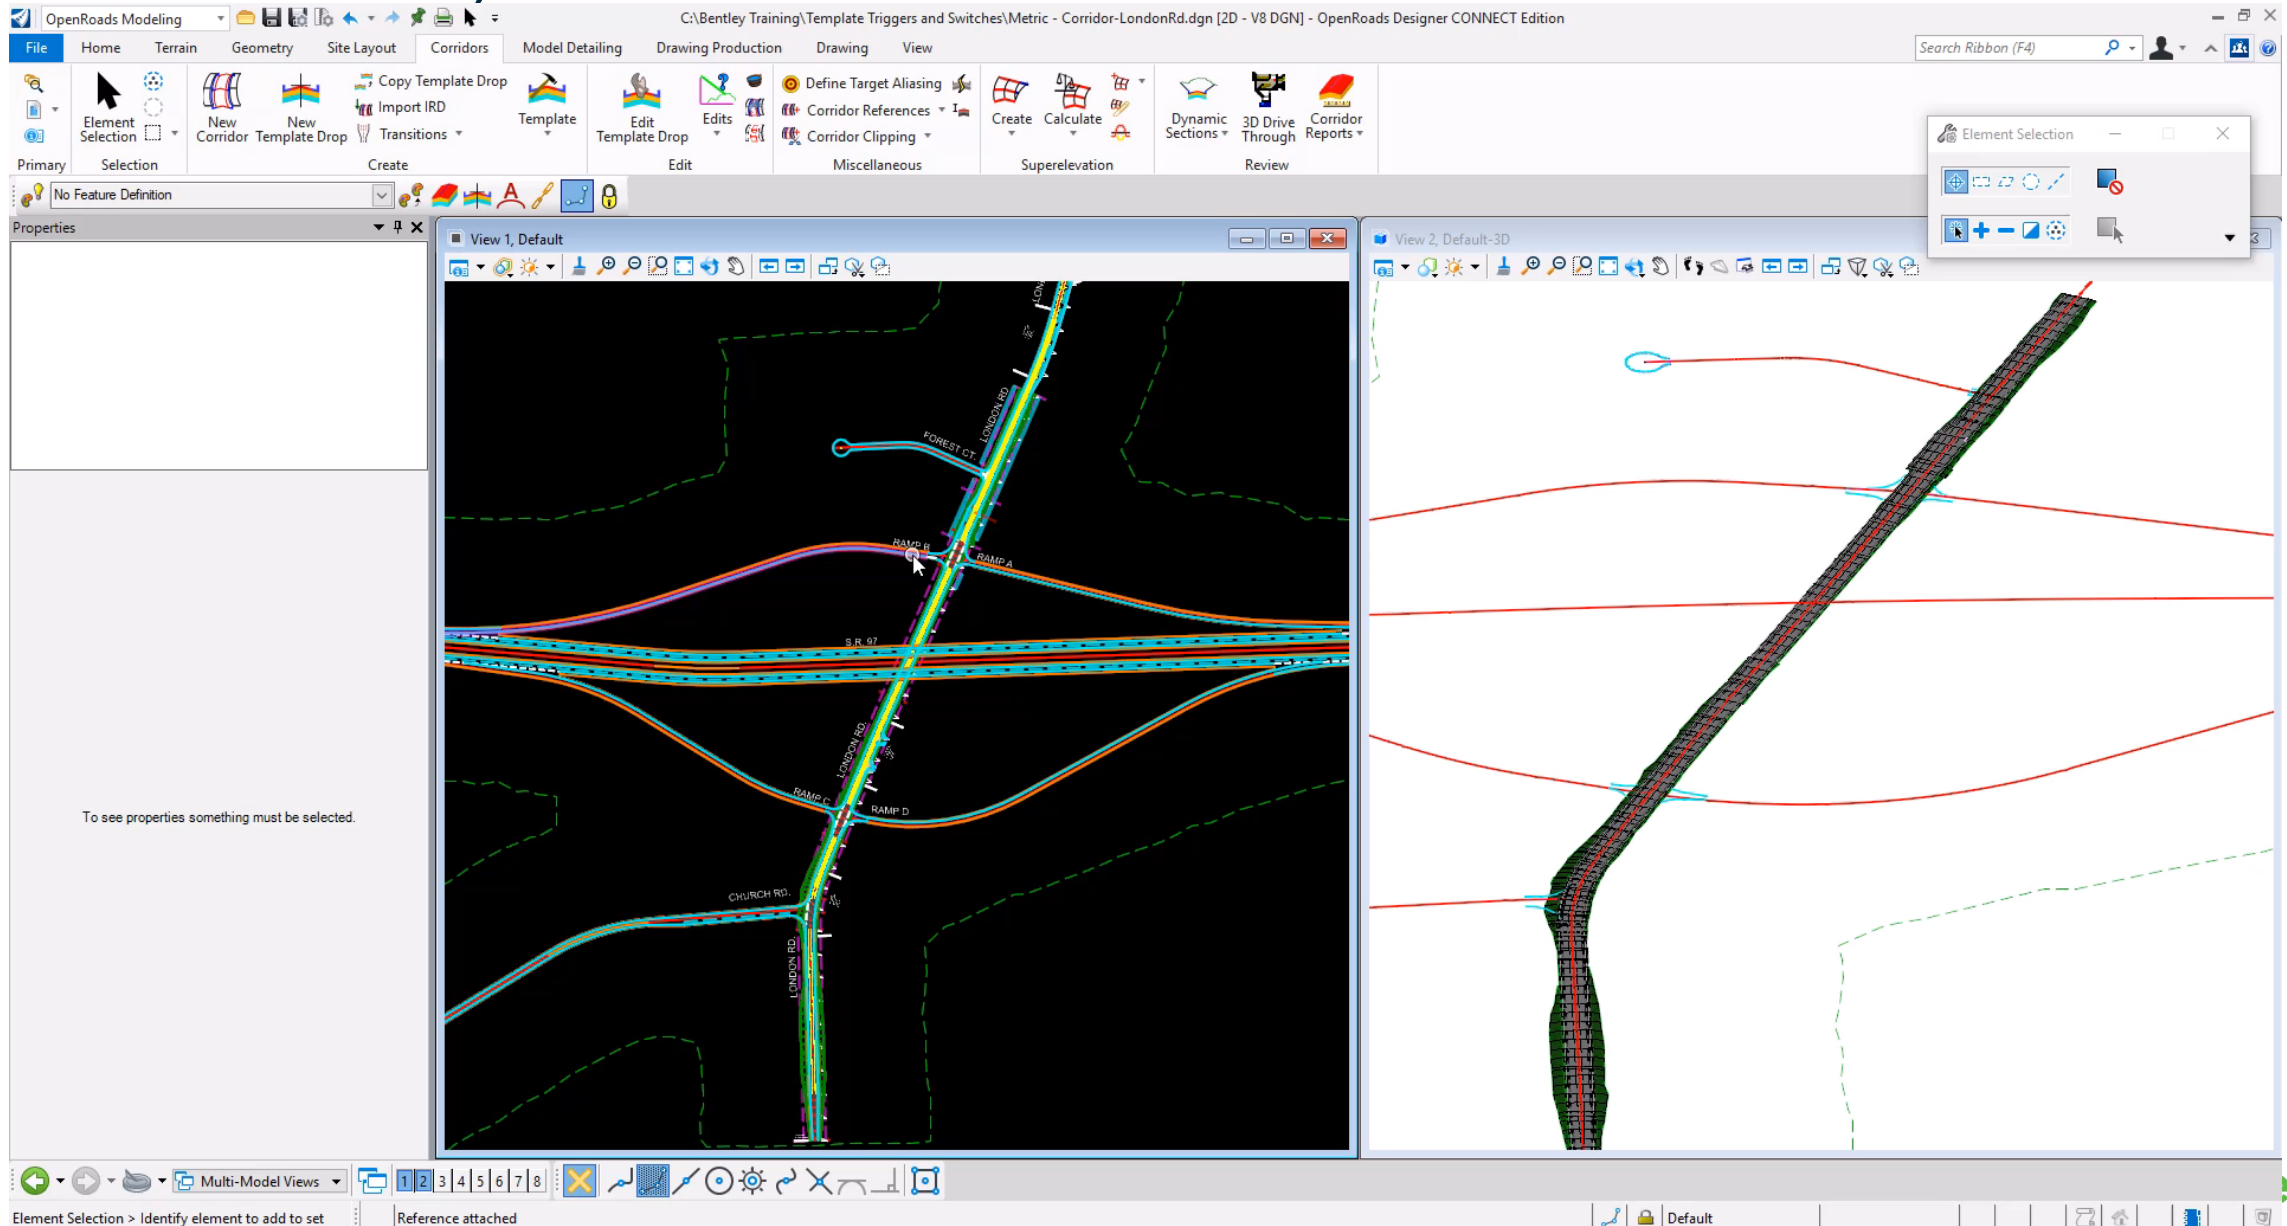 OpenRoads Modeling
C:\Bentley Training\Template Triggers and Switches\Metric - Corridor-LondonRd.dgn [2D - V8 DGN] - OpenRoads Designer CONNECT Edition
File Home Terrain Geometry Site Layout Corridors Model Detailing Drawing Production Drawing View
Search Ribbon (F4)
Element Selection
New Corridor
New Template Drop
Copy Template Drop
Import IRD
Transitions
Template
Edit Template Drop
Edits
Define Target Aliasing
Corridor References
Corridor Clipping
Create
Calculate
Dynamic Sections
3D Drive Through
Corridor Reports
Primary Selection Create Edit Miscellaneous Superelevation Review
Element Selection
No Feature Definition
Properties
To see properties something must be selected.
View 1, Default
LONDON RD
FOREST CT.
RAMP B
RAMP A
S.R. 97
LONDON RD.
RAMP C
RAMP D
CHURCH RD.
LONDON RD.
View 2, Default-3D
Multi-Model Views
1 2 3 4 5 6 7 8
Element Selection > Identify element to add to set
Reference attached
Default